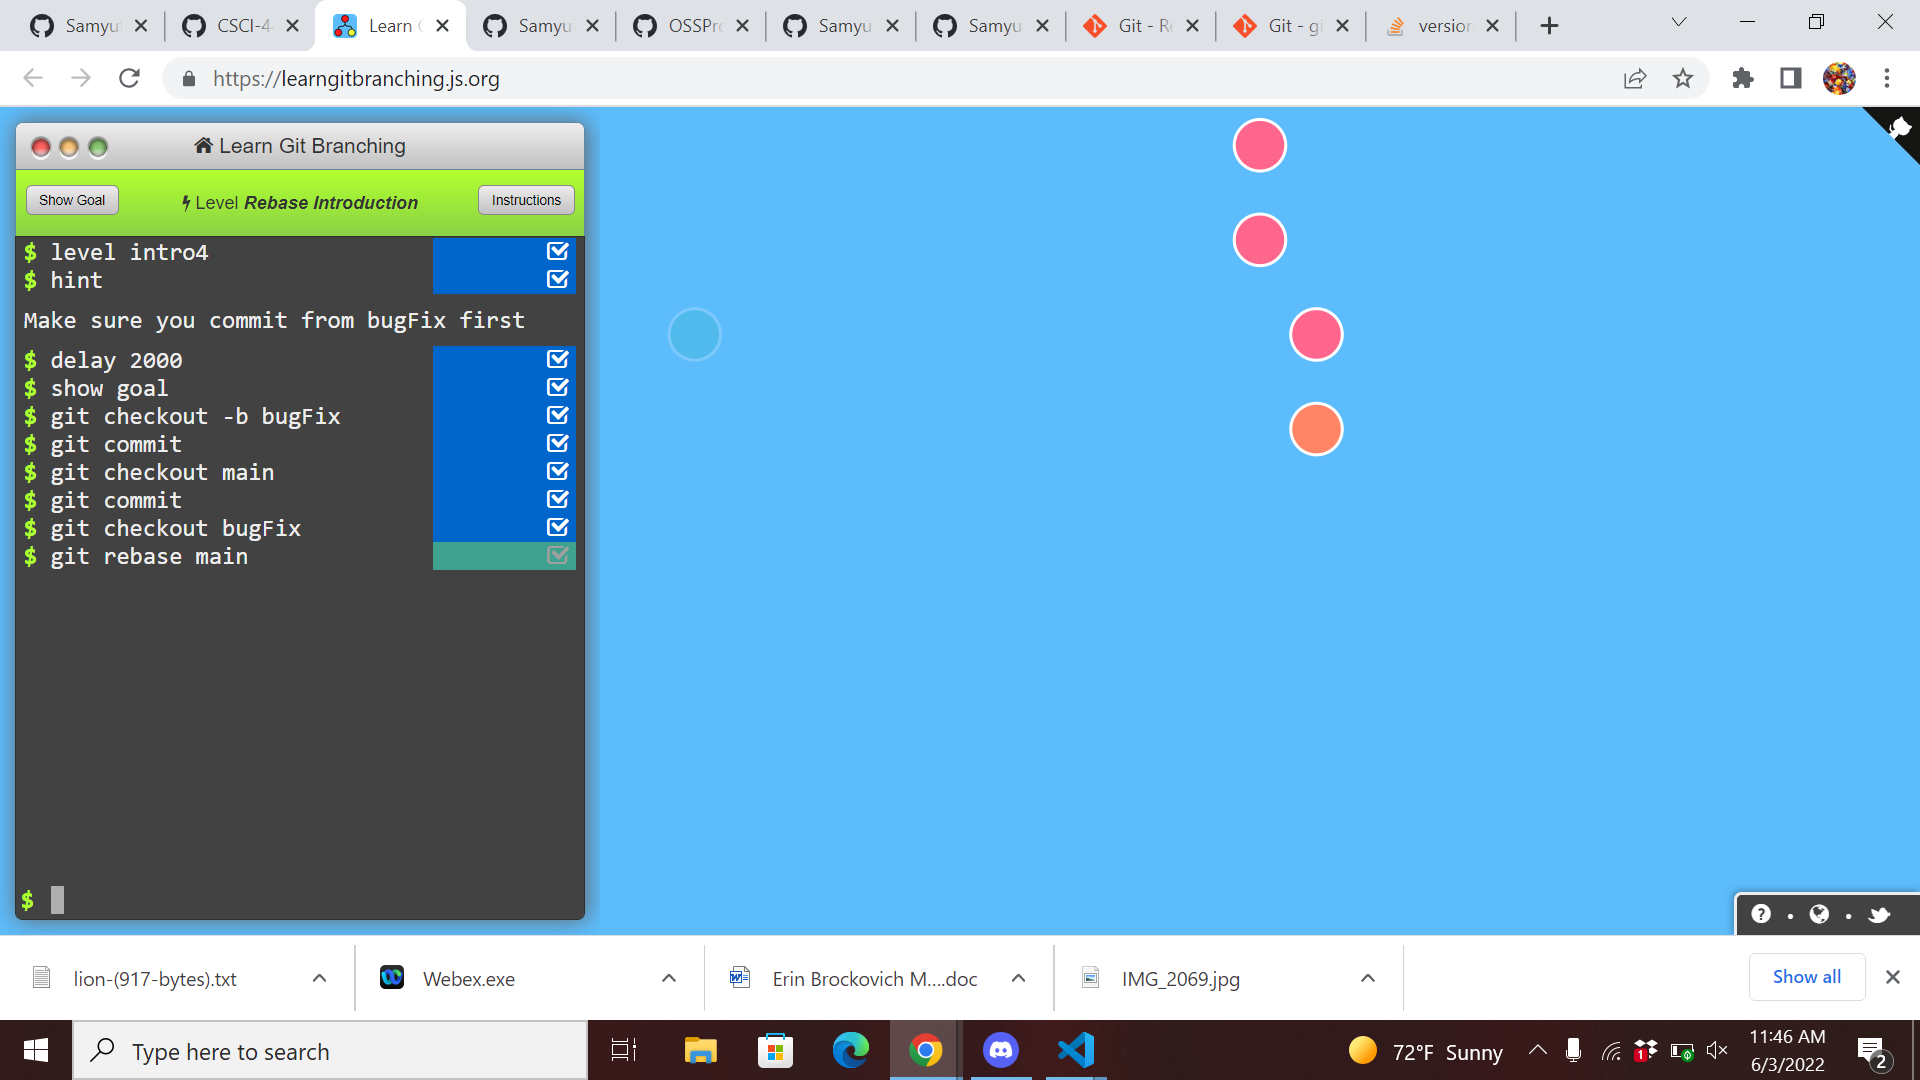 Samyu
CSCI-4
Learn G
Samyu
OSSPro
Samyu
Samyu
Git - Re
Git - gi
version
https://learngitbranching.js.org
Learn Git Branching
Show Goal
Level Rebase Introduction
Instructions
$ level intro4
$ hint
Make sure you commit from bugFix first
$ delay 2000
$ show goal
$ git checkout -b bugFix
$ git commit
$ git checkout main
$ git commit
$ git checkout bugFix
$ git rebase main
$
lion-(917-bytes).txt
Webex.exe
Erin Brockovich M....doc
IMG_2069.jpg
Show all
Type here to search
72°F Sunny
1
11:46 AM
6/3/2022
2